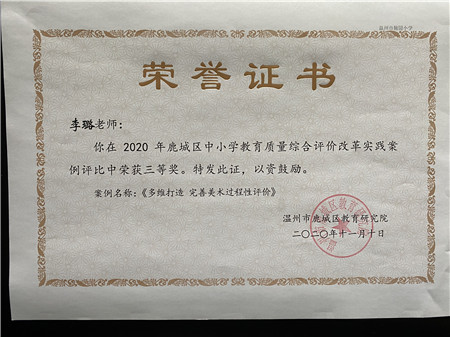 荣誉证书
李璐老师：
你在 2020 年鹿城区中小学教育质量综合评价改革实践案
例评比中荣获三等奖。特发此证，以资鼓励。
案例名称：《多维打造 完善美术过程性评价》
温州市鹿城区教育研究院
二〇二〇年十一月十日